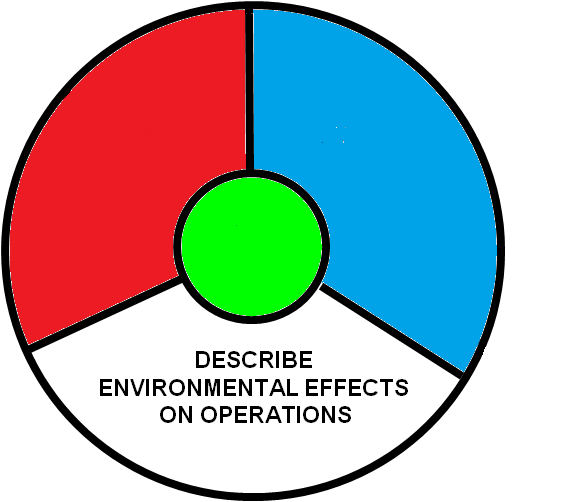 DESCRIBE
ENVIRONMENTAL EFFECTS
ON OPERATIONS